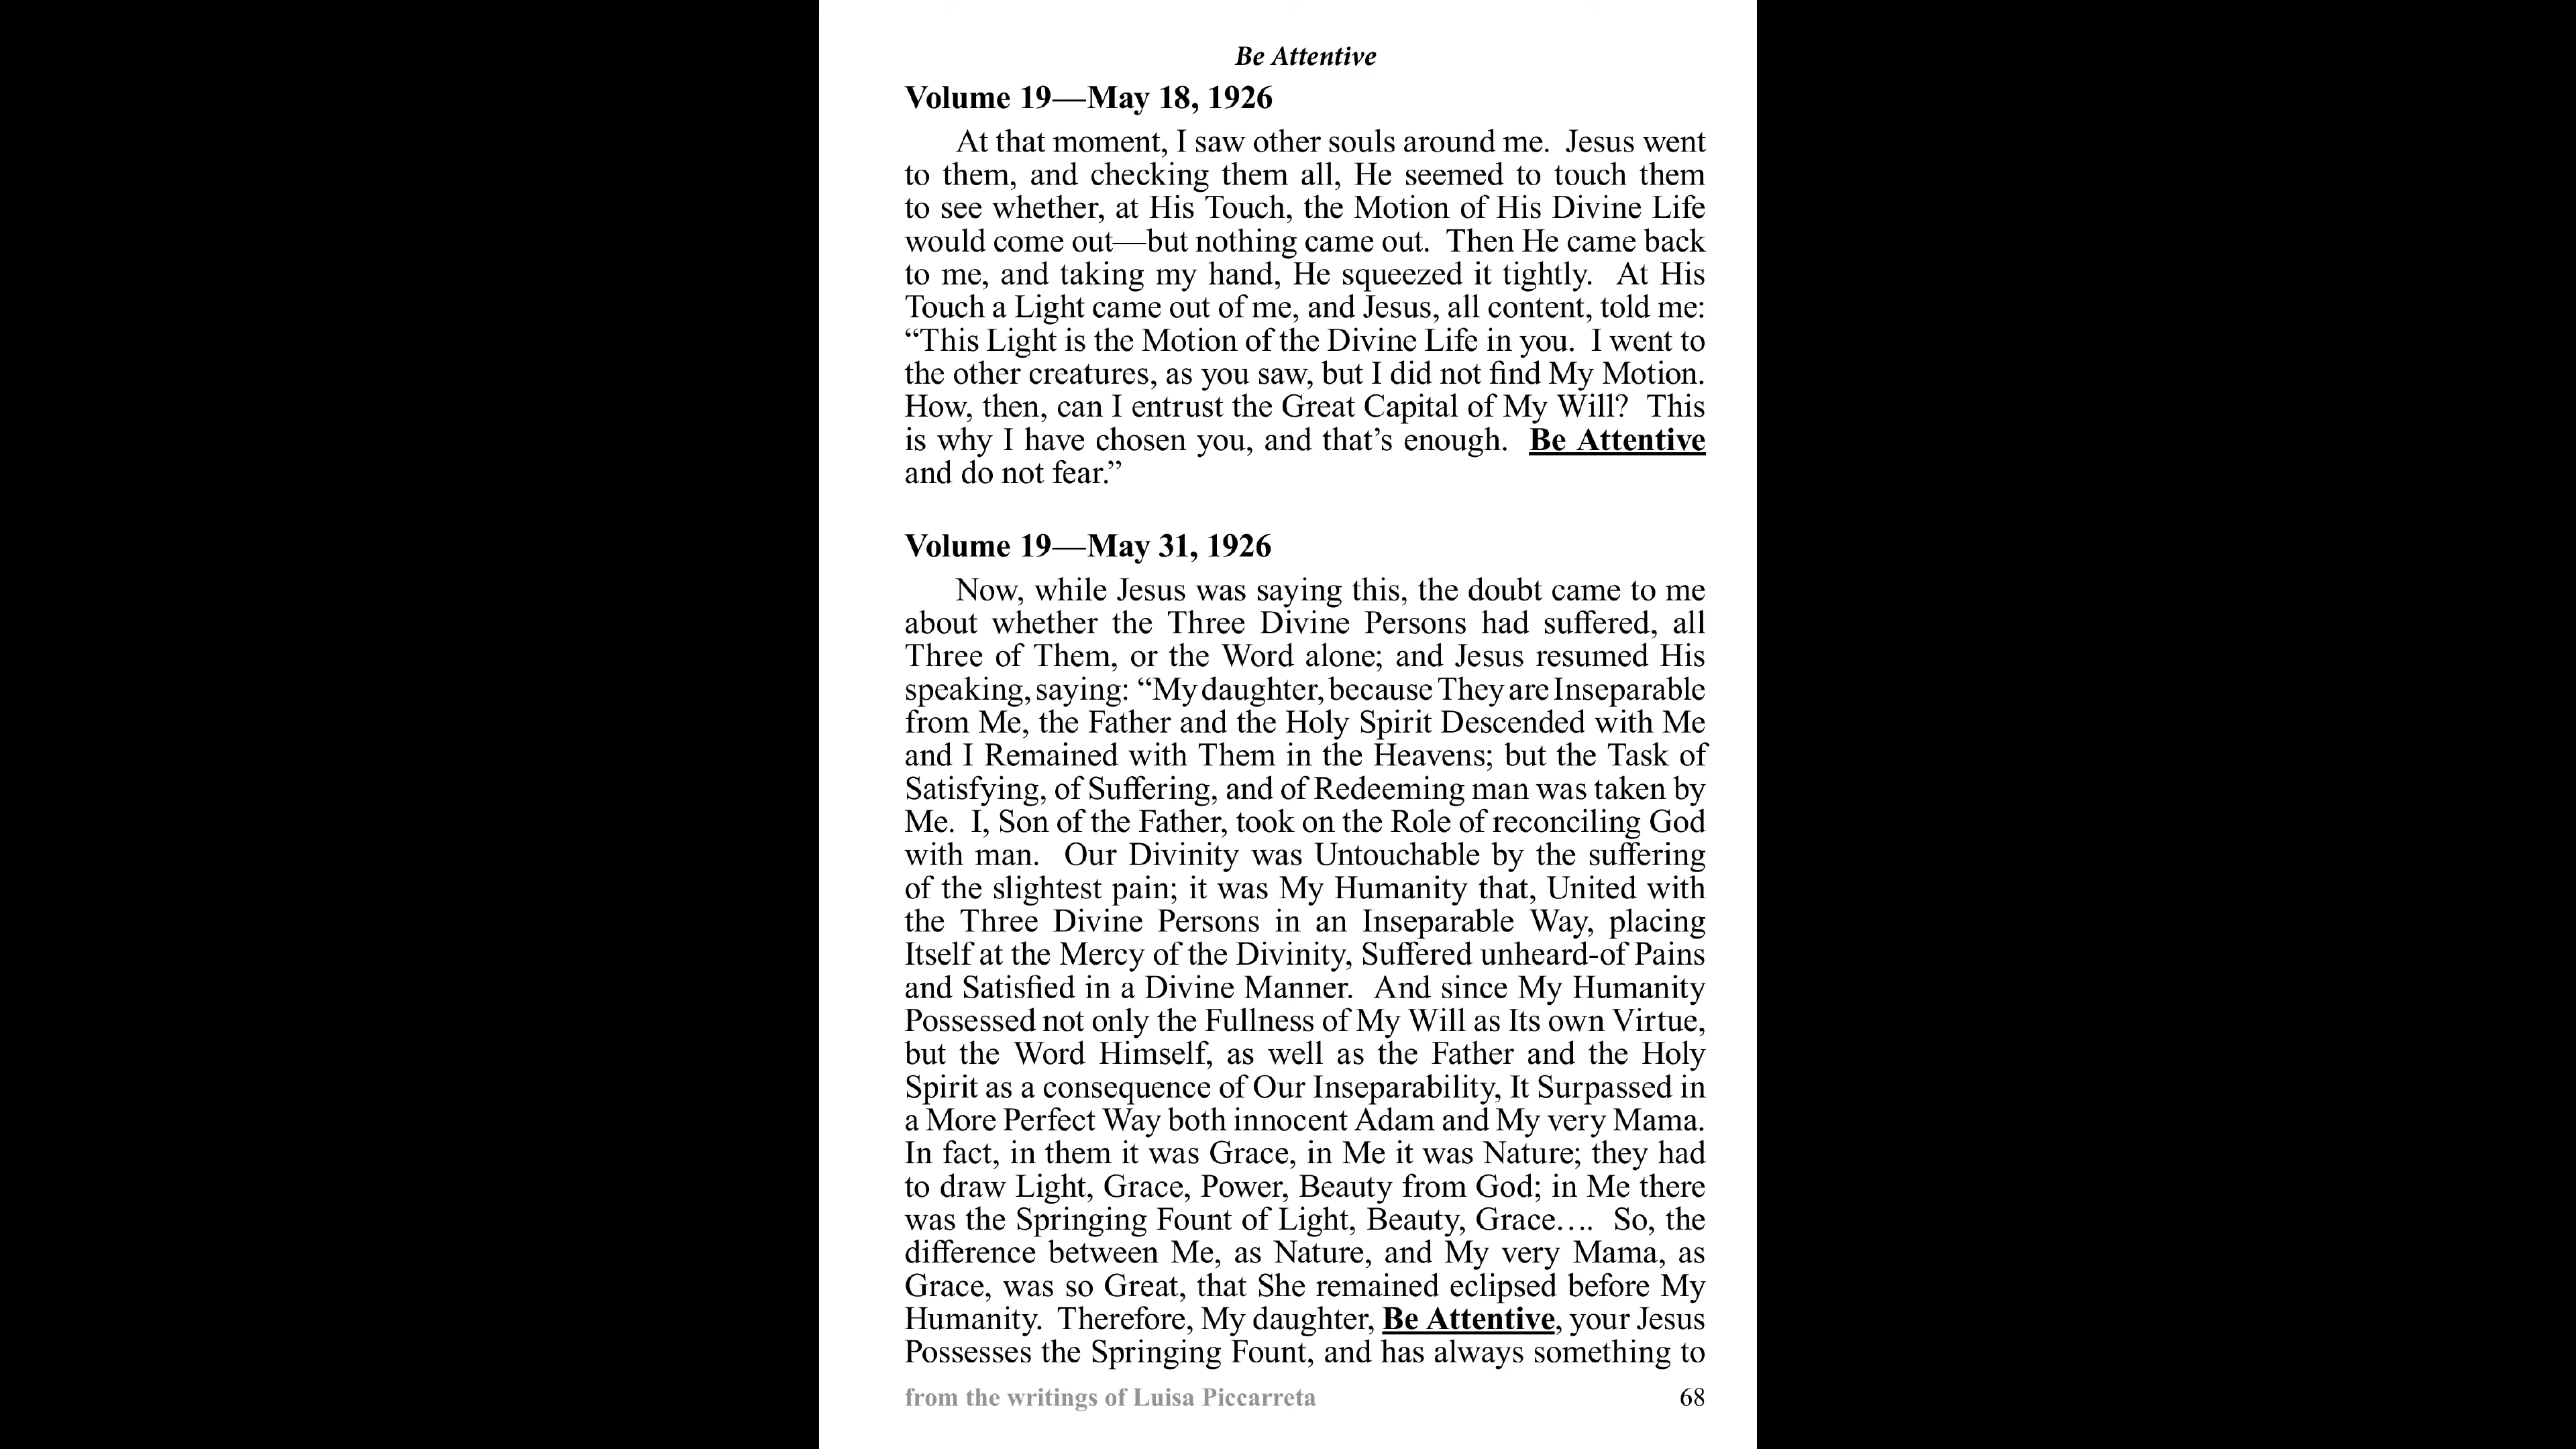 Be Attentive
Volume 19—May 18, 1926
At that moment, I saw other souls around me. Jesus went
to them, and checking them all, He seemed to touch them
to see whether, at His Touch, the Motion of His Divine Life
would come out—but nothing came out. Then He came back
to me, and taking my hand, He squeezed it tightly. At His
Touch a Light came out of me, and Jesus, all content, told me:
“This Light is the Motion of the Divine Life in you. I went to
the other creatures, as you saw, but I did not find My Motion.
How, then, can I entrust the Great Capital of My Will? This
is why I have chosen you, and that’s enough. Be Attentive
and do not fear.”
Volume 19—May 31, 1926
Now, while Jesus was saying this, the doubt came to me
about whether the Three Divine Persons had suffered, all
Three of Them, or the Word alone; and Jesus resumed His
speaking, saying: “My daughter, because They are Inseparable
from Me, the Father and the Holy Spirit Descended with Me
and I Remained with Them in the Heavens; but the Task of
Satisfying, of Suffering, and of Redeeming man was taken by
Me. I, Son of the Father, took on the Role of reconciling God
with man. Our Divinity was Untouchable by the suffering
of the slightest pain; it was My Humanity that, United with
the Three Divine Persons in an Inseparable Way, placing
Itself at the Mercy of the Divinity, Suffered unheard-of Pains
and Satisfied in a Divine Manner. And since My Humanity
Possessed not only the Fullness of My Will as Its own Virtue,
but the Word Himself, as well as the Father and the Holy
Spirit as a consequence of Our Inseparability, It Surpassed in
a More Perfect Way both innocent Adam and My very Mama.
In fact, in them it was Grace, in Me it was Nature; they had
to draw Light, Grace, Power, Beauty from God; in Me there
was the Springing Fount of Light, Beauty, Grace…. So, the
difference between Me, as Nature, and My very Mama, as
Grace, was so Great, that She remained eclipsed before My
Humanity. Therefore, My daughter, Be Attentive, your Jesus
Possesses the Springing Fount, and has always something to
from the writings of Luisa Piccarreta 68